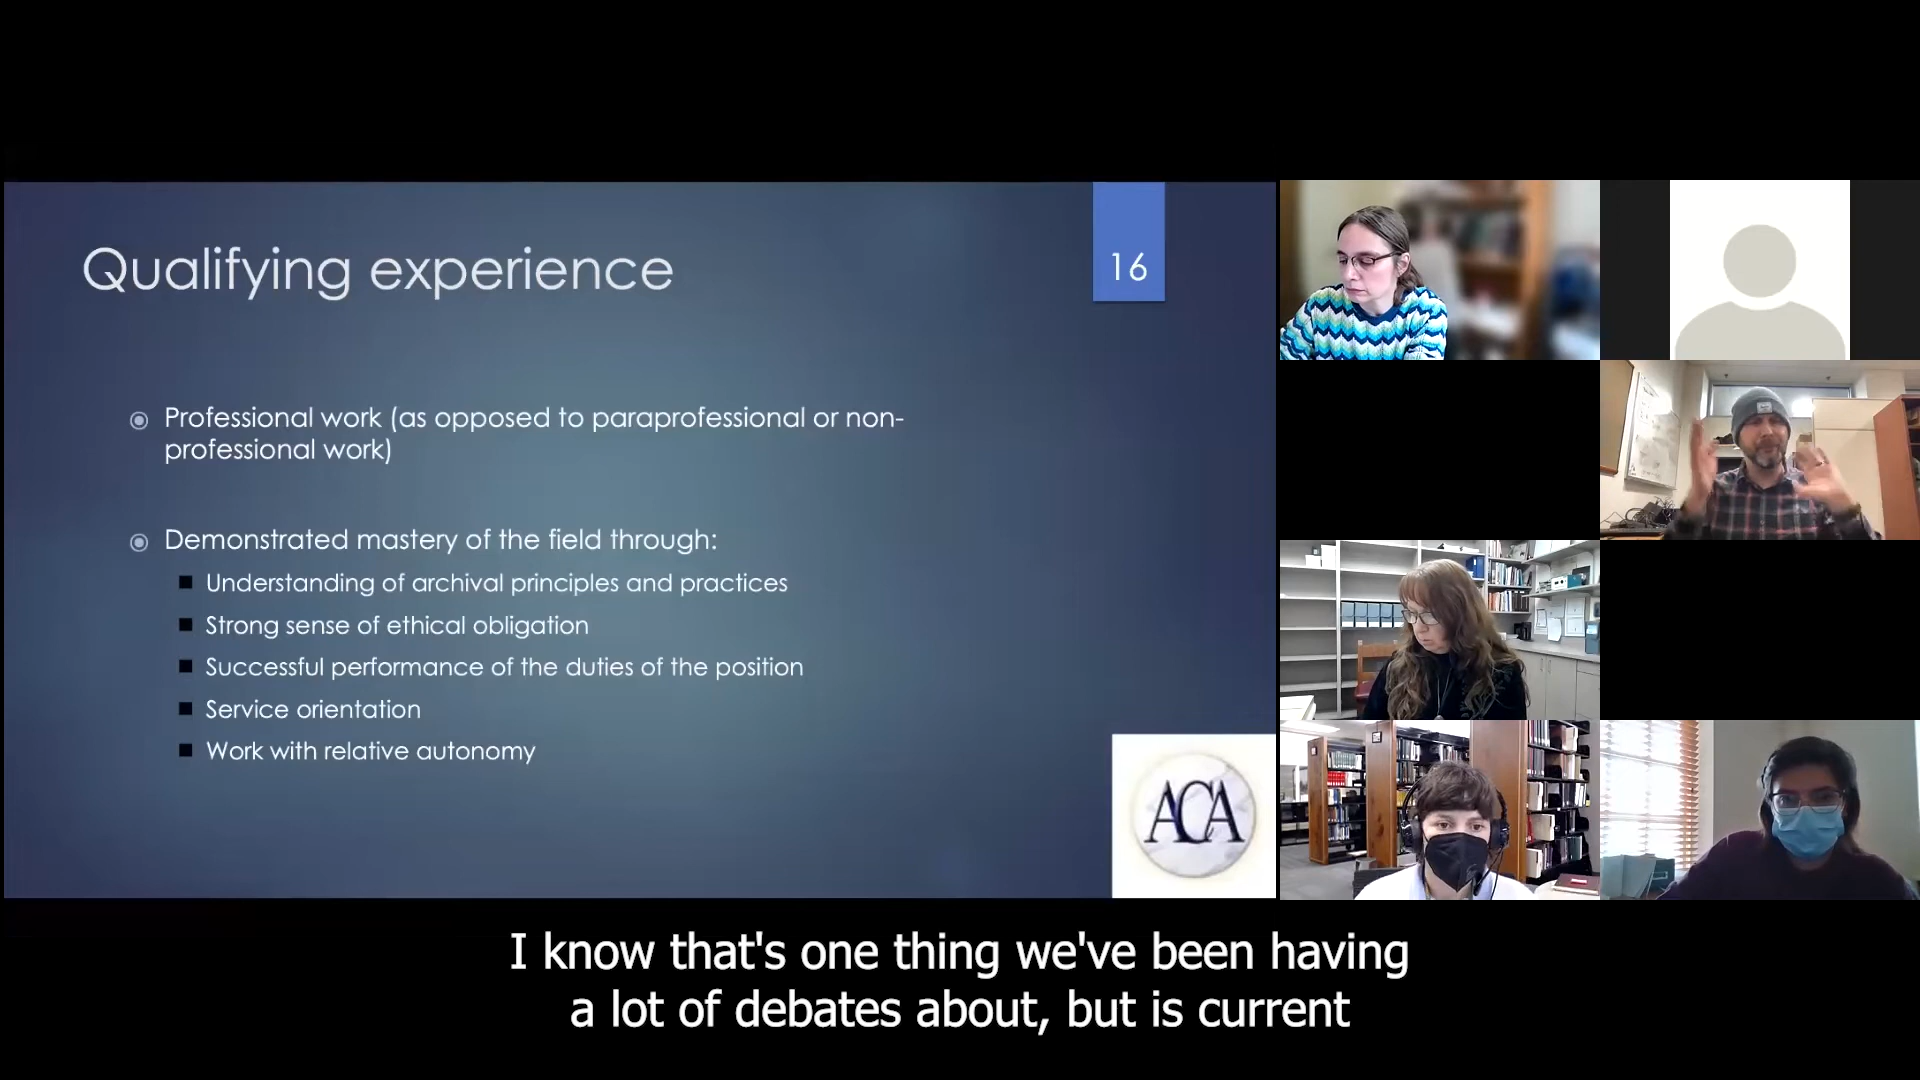 Qualifying experience
16
Professional work (as opposed to paraprofessional or non-
professional work)
Demonstrated mastery of the field through:
Understanding of archival principles and practices
Strong sense of ethical obligation
Successful performance of the duties of the position
Service orientation
Work with relative autonomy
ACA
I know that's one thing we've been having
a lot of debates about, but is current